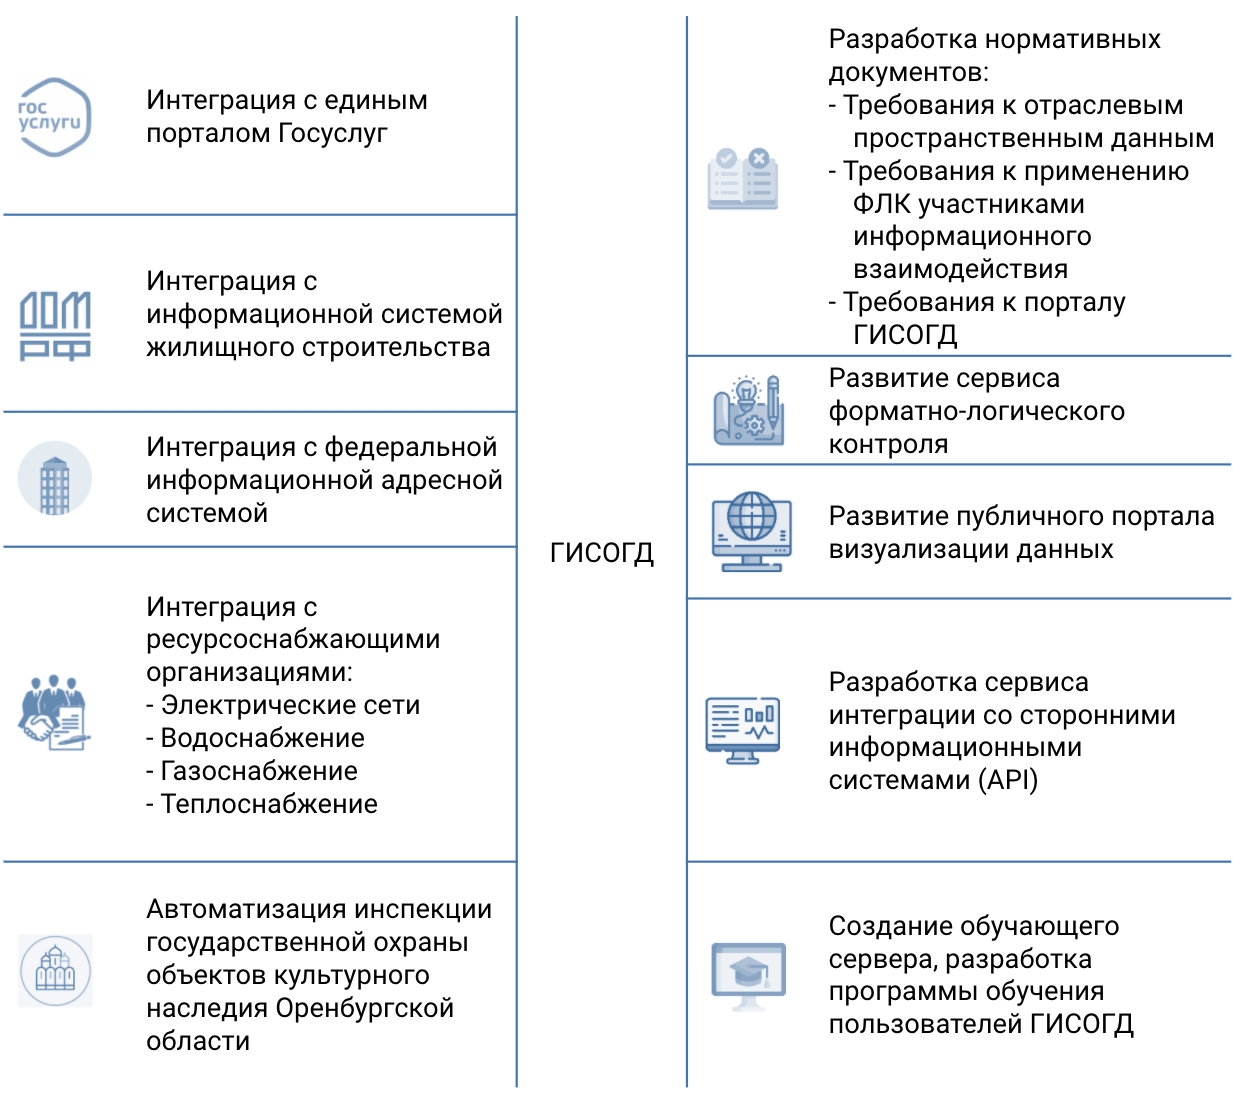 гос
услуги
Интеграция с единым
порталом Госуслуг
ДОМ
РФ
Интеграция с
информационной системой
жилищного строительства
Интеграция с федеральной
информационной адресной
системой
Интеграция с
ресурсоснабжающими
организациями:
- Электрические сети
- Водоснабжение
- Газоснабжение
- Теплоснабжение
Автоматизация инспекции
государственной охраны
объектов культурного
наследия Оренбургской
области
ГИСОГД
Разработка нормативных
документов:
- Требования к отраслевым
пространственным данным
- Требования к применению
ФЛК участниками
информационного
взаимодействия
- Требования к порталу
ГИСОГД
Развитие сервиса
форматно-логического
контроля
Развитие публичного портала
визуализации данных
Разработка сервиса
интеграции со сторонними
информационными
системами (API)
Создание обучающего
сервера, разработка
программы обучения
пользователей ГИСОГД